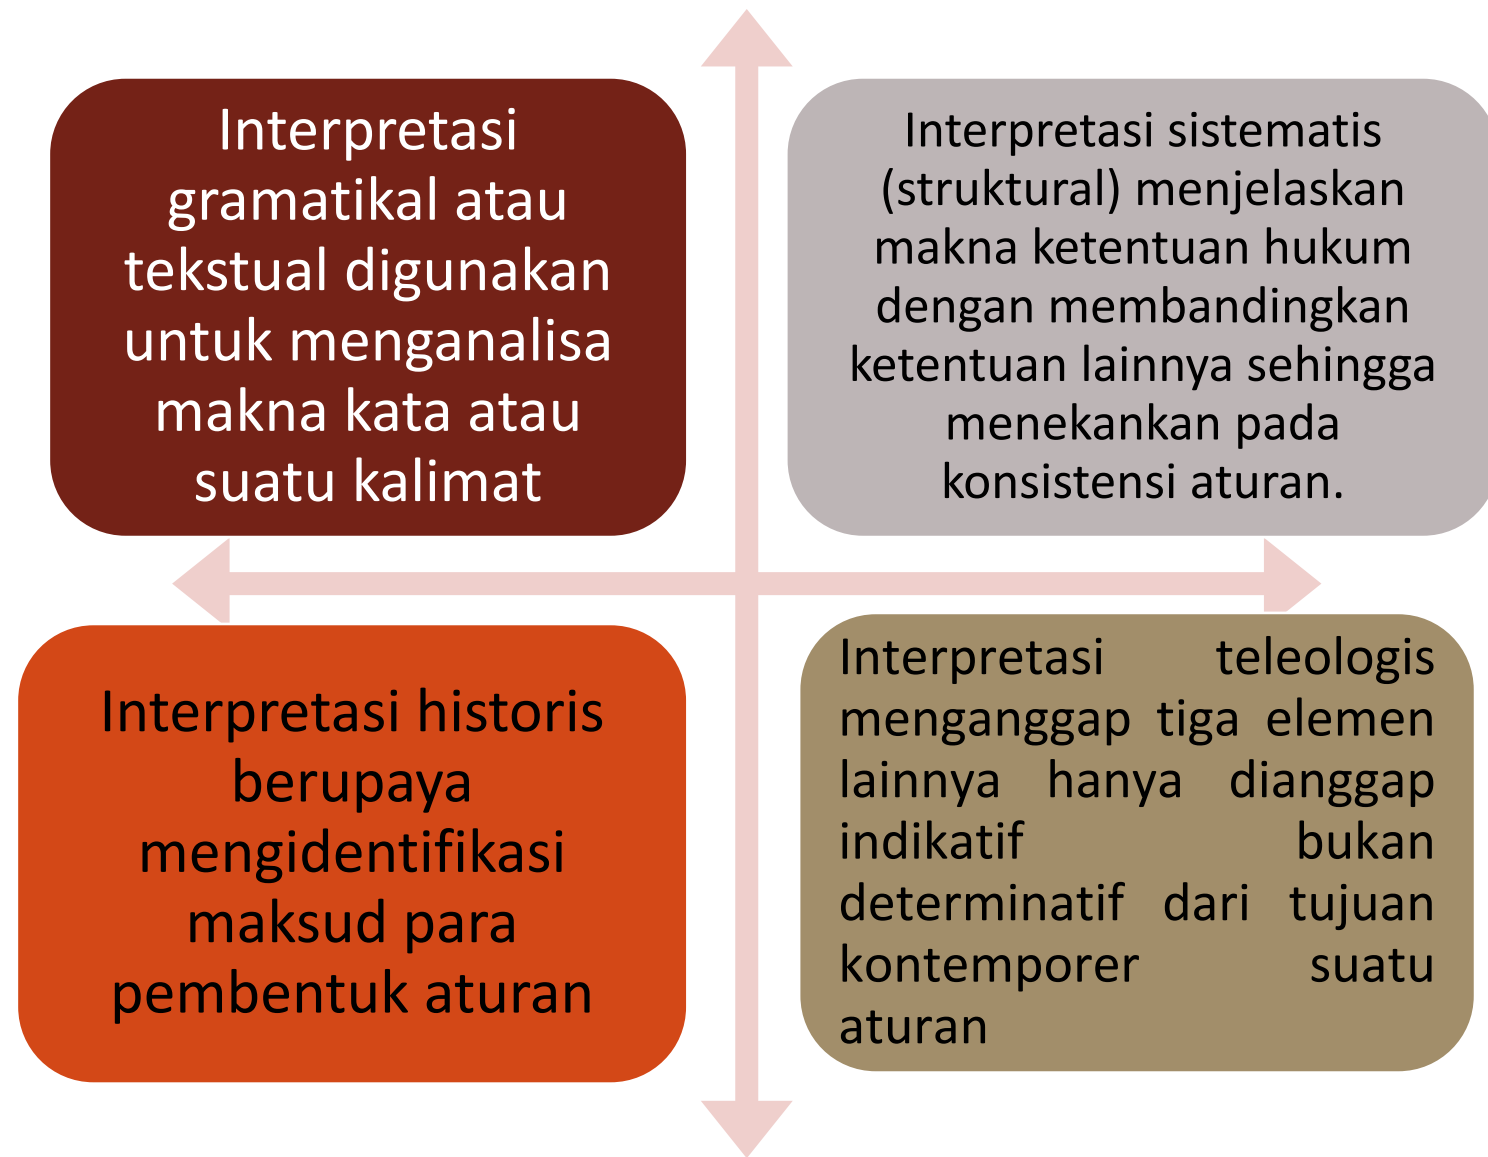 Interpretasi
gramatikal atau
tekstual digunakan
untuk menganalisa
makna kata atau
suatu kalimat
Interpretasi sistematis
(struktural) menjelaskan
makna ketentuan hukum
dengan membandingkan
ketentuan lainnya sehingga
menekankan pada
konsistensi aturan.
Interpretasi historis
berupaya
mengidentifikasi
maksud para
pembentuk aturan
Interpretasi teleologis
menganggap tiga elemen
lainnya hanya dianggap
indikatif bukan
determinatif dari tujuan
kontemporer suatu
aturan